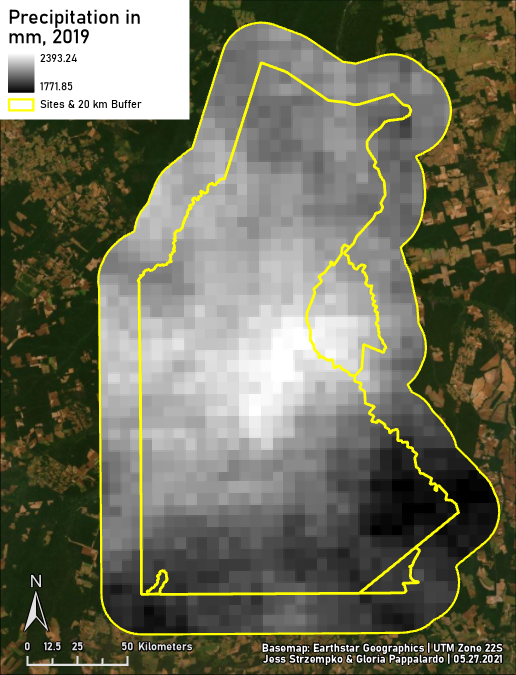 Precipitation in
mm, 2019
2393.24
1771.85
Sites & 20 km Buffer
N
0 12.5 25 50 Kilometers
Basemap: Earthstar Geographics | UTM Zone 22S
Jess Strzempko & Gloria Pappalardo | 05.27.2021